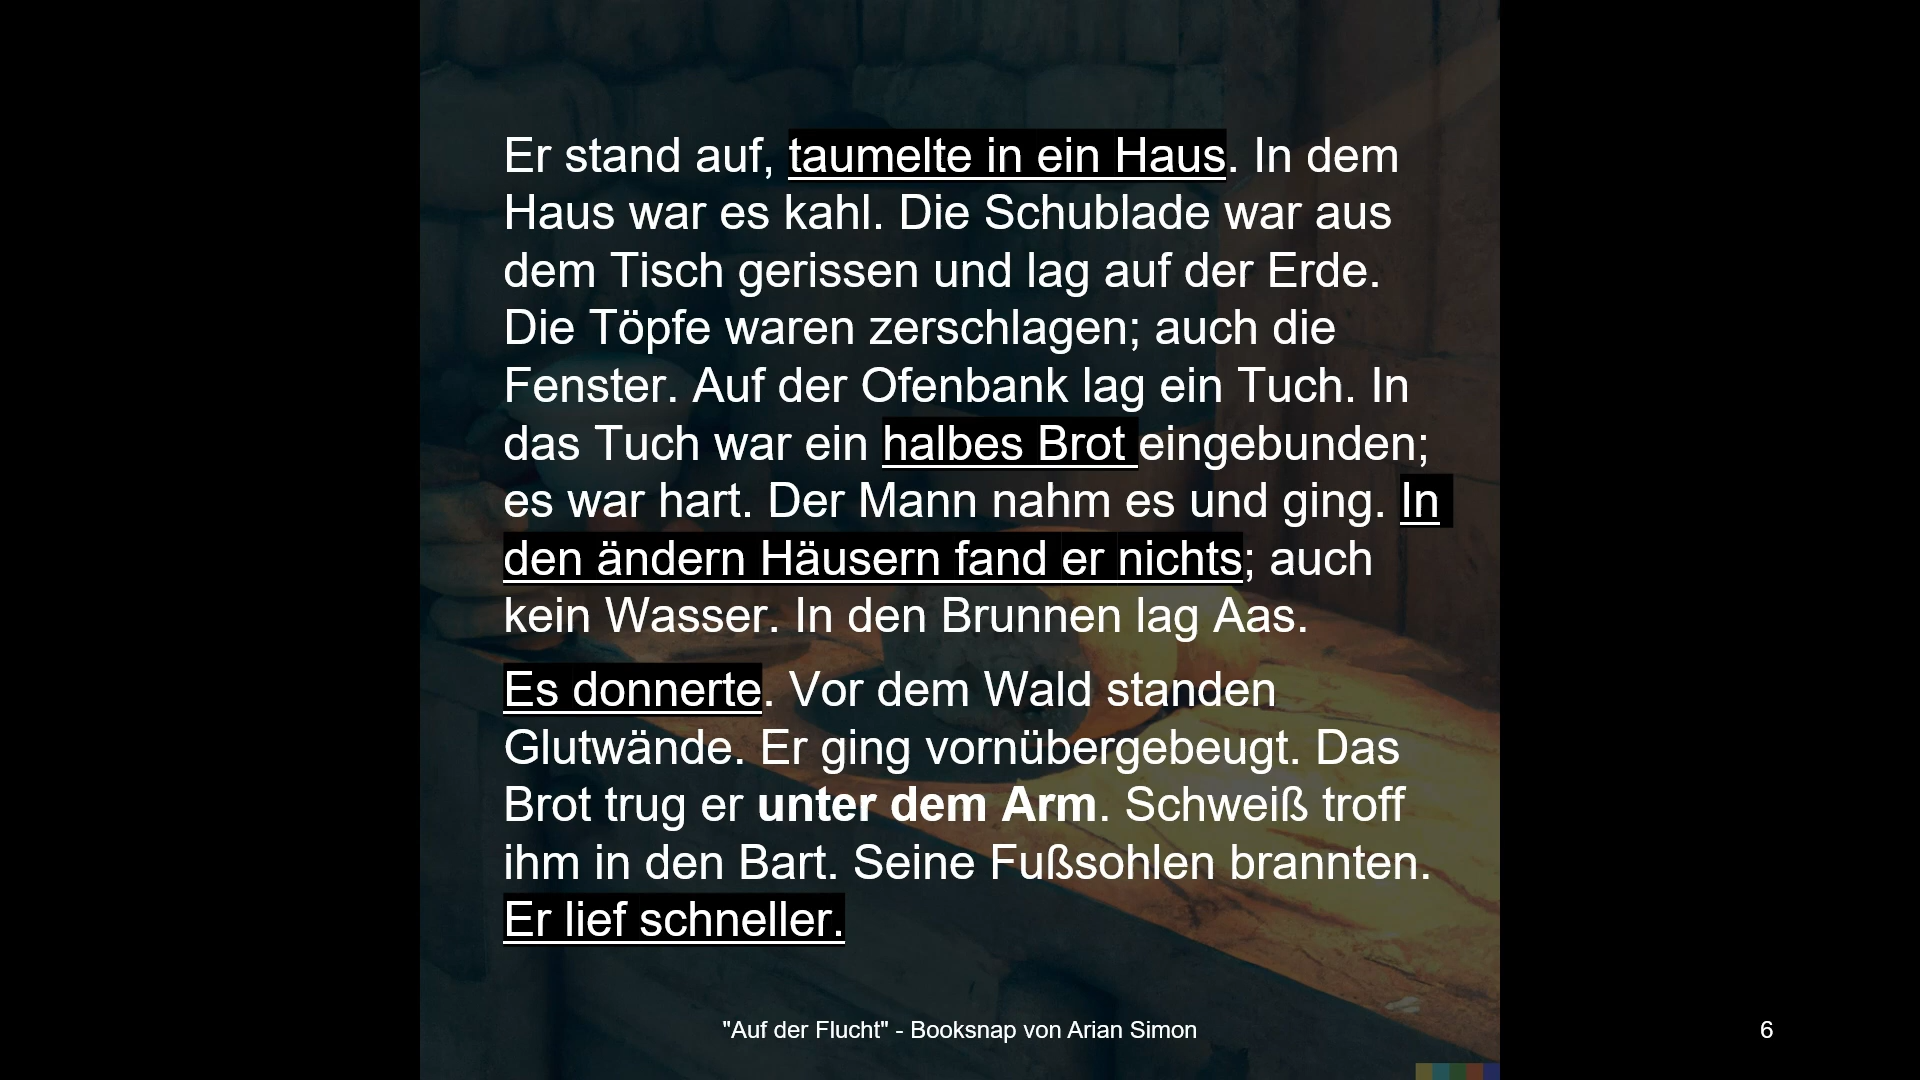 Er stand auf, taumelte in ein Haus. In dem
Haus war es kahl. Die Schublade war aus
dem Tisch gerissen und lag auf der Erde.
Die Töpfe waren zerschlagen; auch die
Fenster. Auf der Ofenbank lag ein Tuch. In
das Tuch war ein halbes Brot eingebunden;
es war hart. Der Mann nahm es und ging. In
den ändern Häusern fand er nichts; auch
kein Wasser. In den Brunnen lag Aas.
Es donnerte. Vor dem Wald standen
Glutwände. Er ging vornübergebeugt. Das
Brot trug er unter dem Arm. Schweiß troff
ihm in den Bart. Seine Fußsohlen brannten.
Er lief schneller.
"Auf der Flucht" - Booksnap von Arian Simon
6